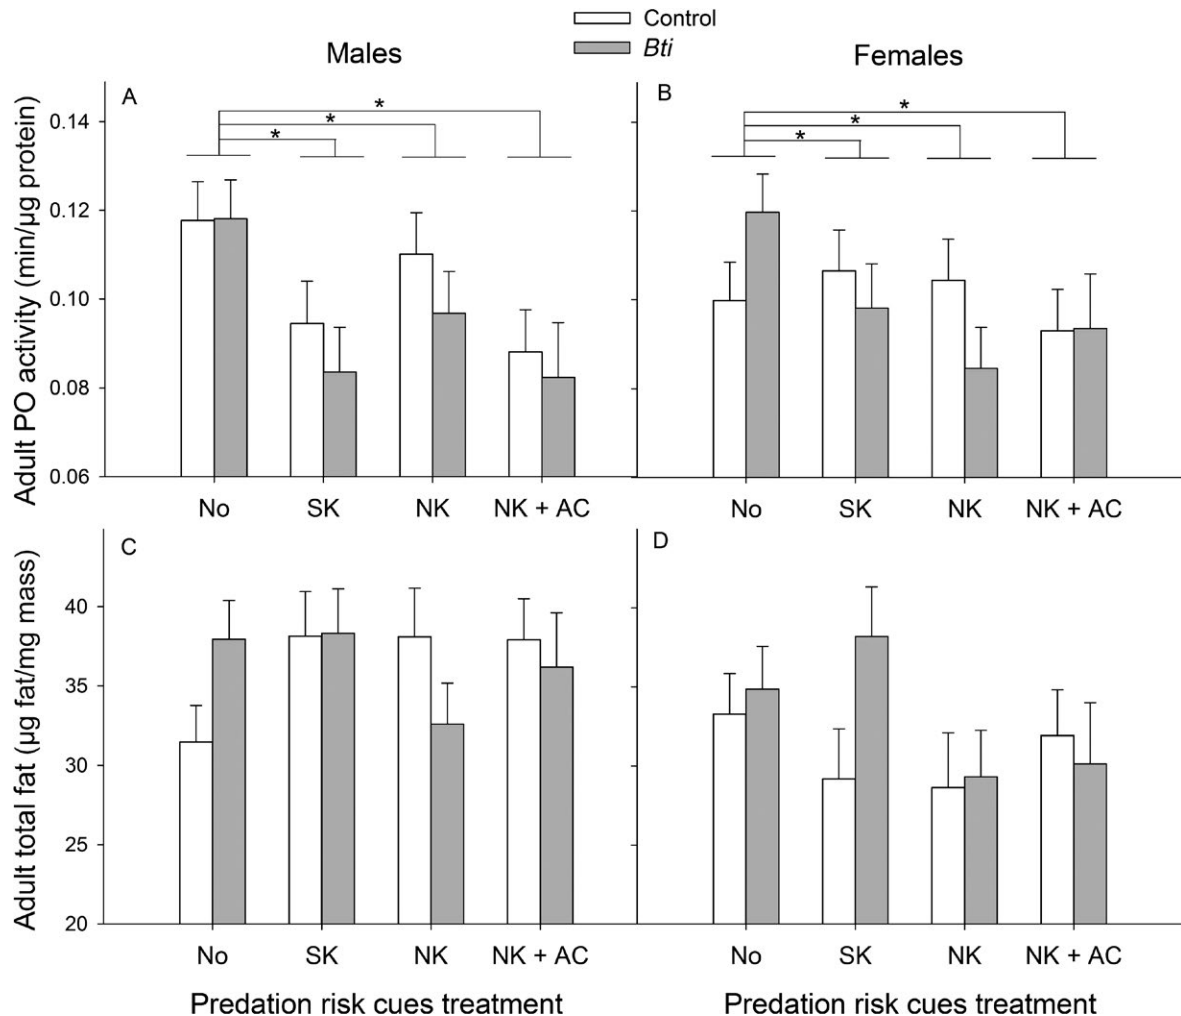 Control
Bti
Males
Females
Adult PO activity (min/µg protein)
A
* * *
0.14
0.12
0.10
0.08
0.06
No SK NK NK + AC
B
* * *
No SK NK NK + AC
Adult total fat (µg fat/mg mass)
C
40
35
30
25
20
No SK NK NK + AC
Predation risk cues treatment
D
No SK NK NK + AC
Predation risk cues treatment